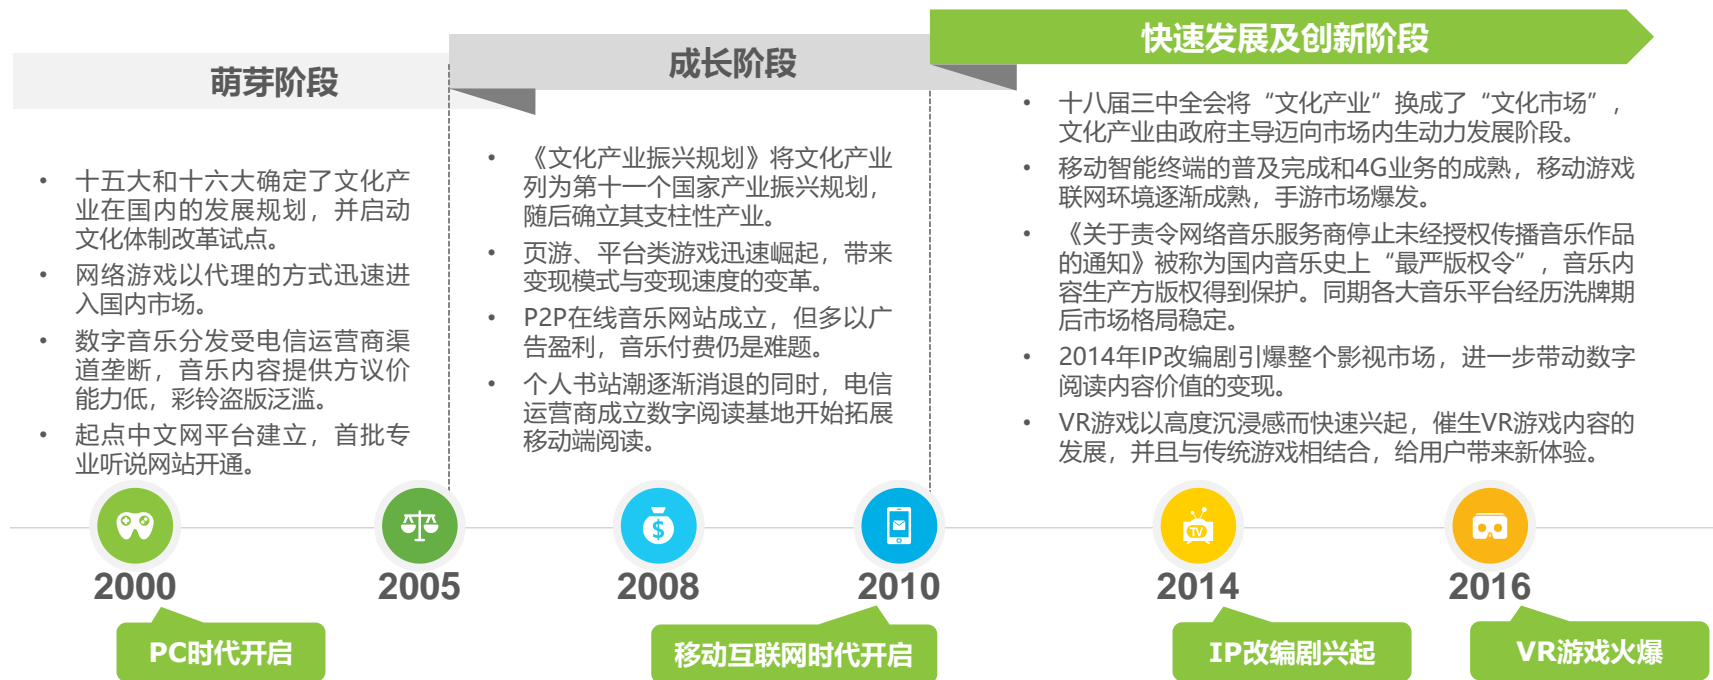 萌芽阶段
十五大和十六大确定了文化产
业在国内的发展规划，并启动
文化体制改革试点。
网络游戏以代理的方式迅速进
入国内市场。
数字音乐分发受电信运营商渠
道垄断，音乐内容提供方议价
能力低，彩铃盗版泛滥。
起点中文网平台建立，首批专
业听说网站开通。
成长阶段
《文化产业振兴规划》将文化产业
列为第十一个国家产业振兴规划，
随后确立其支柱性产业。
页游、平台类游戏迅速崛起，带来
变现模式与变现速度的变革。
P2P在线音乐网站成立，但多以广
告盈利，音乐付费仍是难题。
个人书站潮逐渐消退的同时，电信
运营商成立数字阅读基地开始拓展
移动端阅读。
快速发展及创新阶段
十八届三中全会将“文化产业”换成了“文化市场”，
文化产业由政府主导迈向市场内生动力发展阶段。
移动智能终端的普及完成和4G业务的成熟，移动游戏
联网环境逐渐成熟，手游市场爆发。
《关于责令网络音乐服务商停止未经授权传播音乐作品
的通知》被称为国内音乐史上“最严版权令”，音乐内
容生产方版权得到保护。同期各大音乐平台经历洗牌期
后市场格局稳定。
2014年IP改编剧引爆整个影视市场，进一步带动数字
阅读内容价值的变现。
VR游戏以高度沉浸感而快速兴起，催生VR游戏内容的
发展，并且与传统游戏相结合，给用户带来新体验。
$
TV
2000
2005
2008
2010
2014
2016
PC时代开启
移动互联网时代开启
IP改编剧兴起
VR游戏火爆